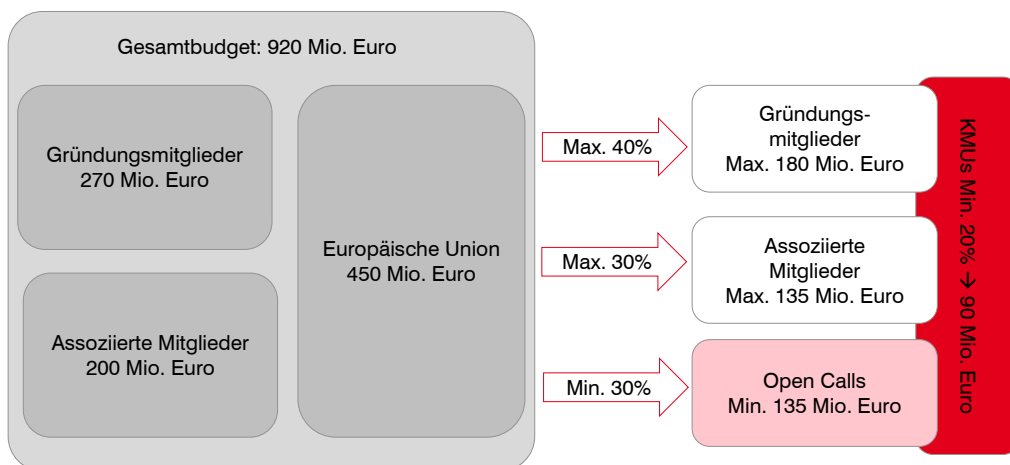 Gesamtbudget: 920 Mio. Euro
Gründungsmitglieder
270 Mio. Euro
Europäische Union
450 Mio. Euro
Assoziierte Mitglieder
200 Mio. Euro
Max. 40%
Gründungs-
mitglieder
Max. 180 Mio. Euro
Max. 30%
Assoziierte
Mitglieder
Max. 135 Mio. Euro
Min. 30%
Open Calls
Min. 135 Mio. Euro
KMUs Min. 20% → 90 Mio. Euro